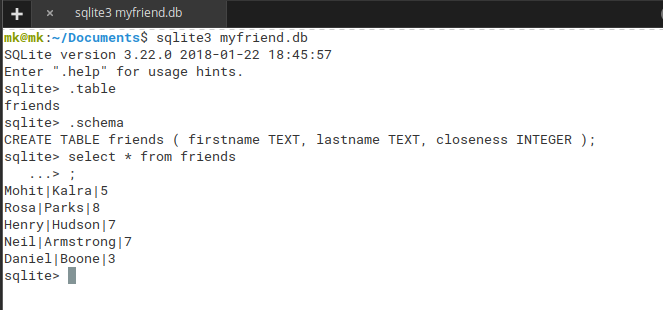 sqlite3 myfriend.db
mk@mk:~/Documents$ sqlite3 myfriend.db
SQLite version 3.22.0 2018-01-22 18:45:57
Enter ".help" for usage hints.
sqlite> .table
friends
sqlite> .schema
CREATE TABLE friends ( firstname TEXT, lastname TEXT, closeness INTEGER );
sqlite> select * from friends
   ...> ;
Mohit|Kalra|5
Rosa|Parks|8
Henry|Hudson|7
Neil|Armstrong|7
Daniel|Boone|3
sqlite>